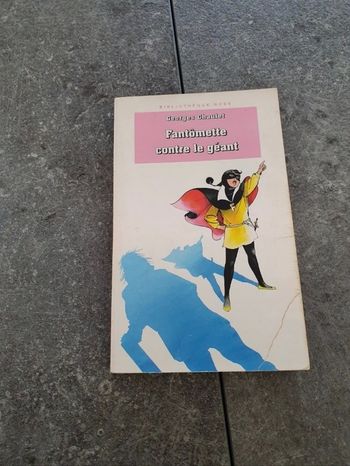 BIBLIOTHÈQUE ROSE
Georges Chaulet
Fantômette
contre le géant